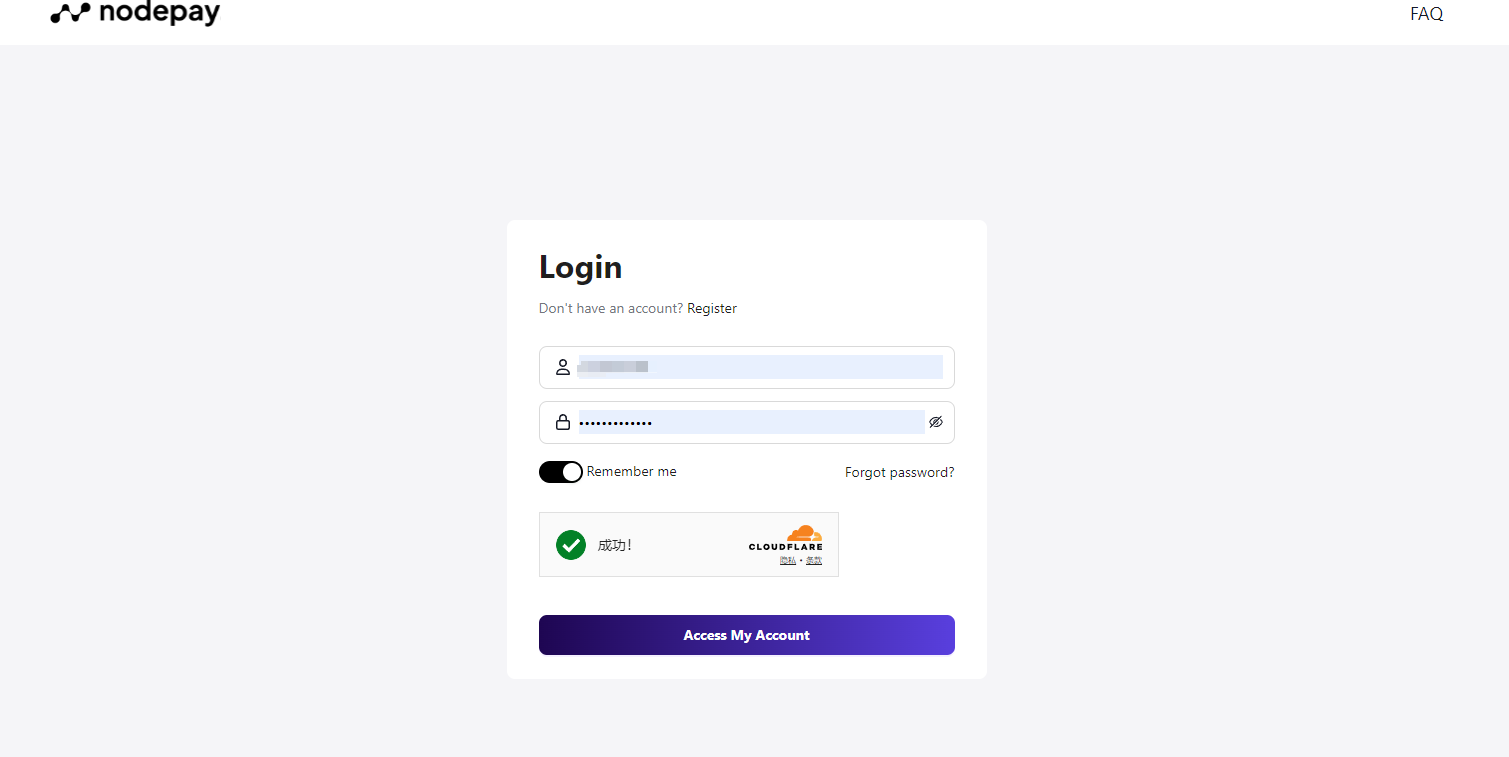 nodepay
FAQ
Login
Don't have an account? Register
•••••••••••••
Remember me
Forgot password?
成功!
CLOUDFLARE
隐私 • 条款
Access My Account